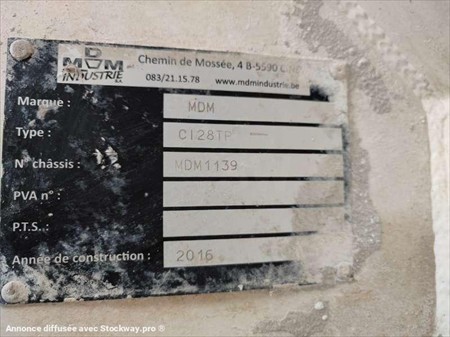 D
MDM
INDUSTRIE S.A.
Chemin de Mossée, 4 B-5590
083/21.15.78 www.mdmindustrie.be
Marque : MDM
Type : CI28TP
N° châssis : MDM1139
PVA n° :
P.T.S. :
Année de construction : 2016
Annonce diffusée avec Stockway.pro ®